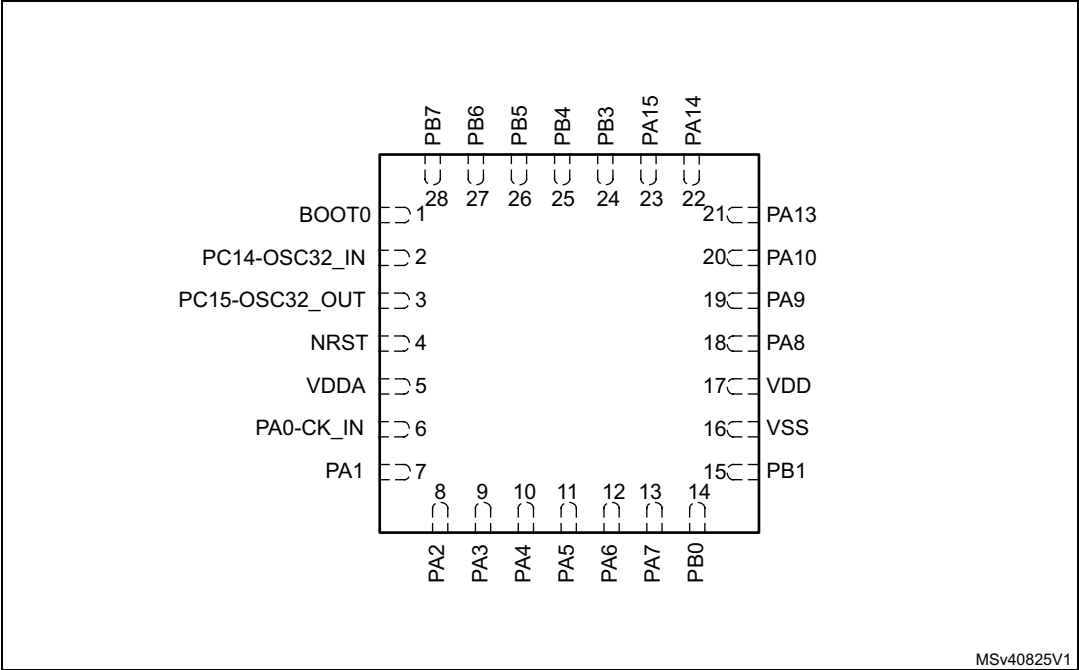 PB7 PB6 PB5 PB4 PB3 PA15 PA14
28 27 26 25 24 23 22
BOOT0 1 21 PA13
PC14-OSC32_IN 2 20 PA10
PC15-OSC32_OUT 3 19 PA9
NRST 4 18 PA8
VDDA 5 17 VDD
PA0-CK_IN 6 16 VSS
PA1 7 15 PB1
8 9 10 11 12 13 14
PA2 PA3 PA4 PA5 PA6 PA7 PB0
MSv40825V1